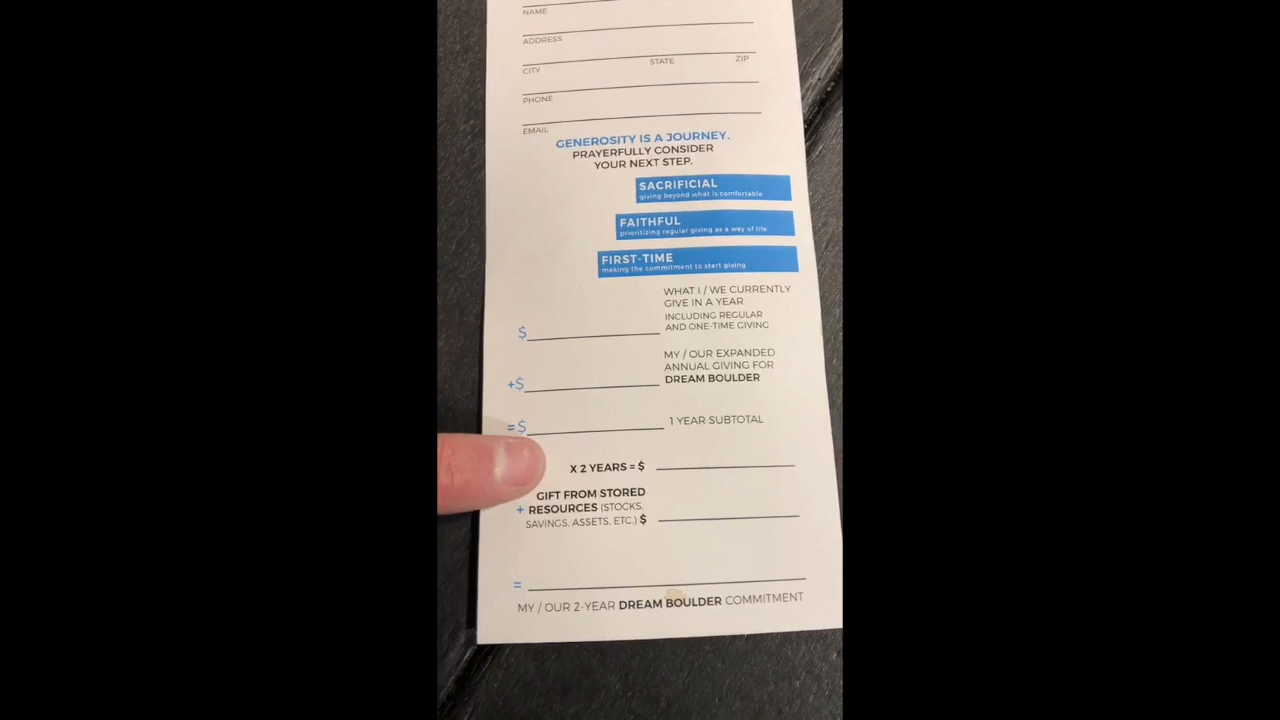 NAME
ADDRESS
CITY STATE ZIP
PHONE
EMAIL
GENEROSITY IS A JOURNEY.
PRAYERFULLY CONSIDER
YOUR NEXT STEP.
SACRIFICIAL
giving beyond what is comfortable
FAITHFUL
prioritizing regular giving as a way of life
FIRST-TIME
making the commitment to start giving
WHAT I / WE CURRENTLY
GIVE IN A YEAR
INCLUDING REGULAR
AND ONE-TIME GIVING
$
MY / OUR EXPANDED
ANNUAL GIVING FOR
DREAM BOULDER
+$
= $ 1 YEAR SUBTOTAL
X 2 YEARS = $
GIFT FROM STORED
+ RESOURCES (STOCKS,
SAVINGS, ASSETS, ETC.) $
=
MY / OUR 2-YEAR DREAM BOULDER COMMITMENT